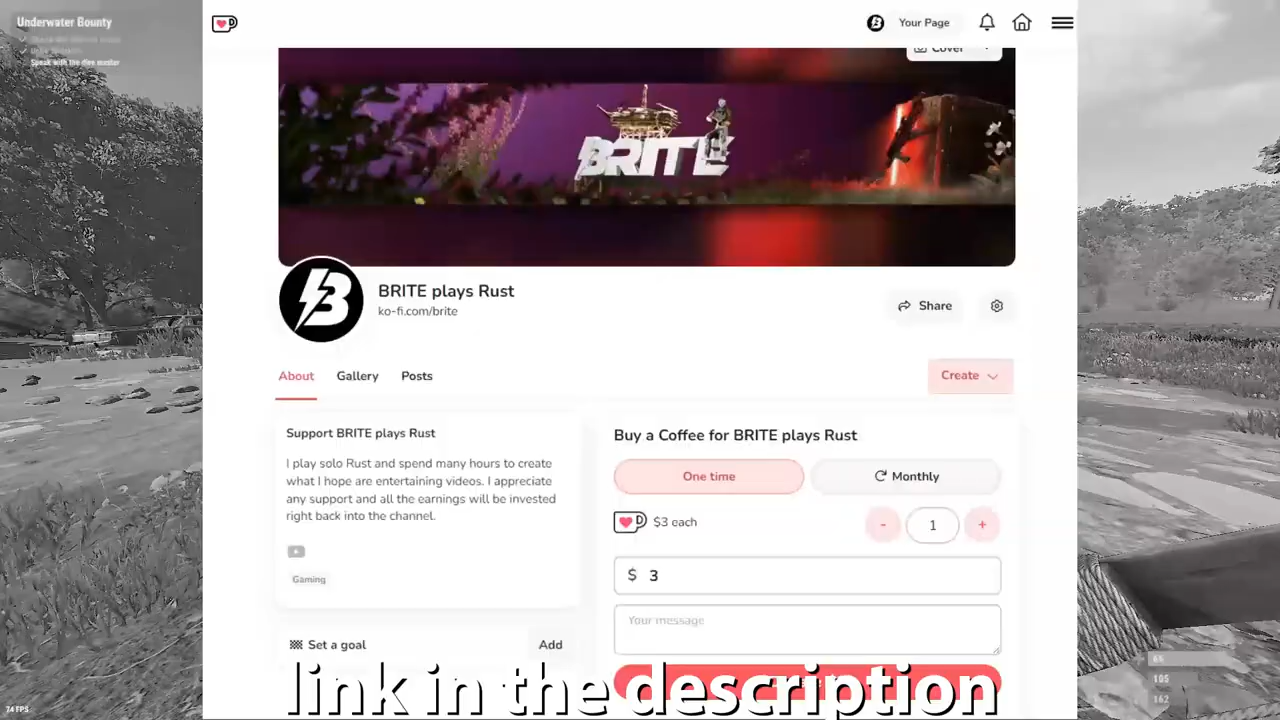 Underwater Bounty
Speak with the dive master
Your Page
Cover
BRITE
B
BRITE plays Rust
ko-fi.com/brite
Share
About
Gallery
Posts
Create
Support BRITE plays Rust
I play solo Rust and spend many hours to create
what I hope are entertaining videos. I appreciate
any support and all the earnings will be invested
right back into the channel.
Gaming
Set a goal
Add
Buy a Coffee for BRITE plays Rust
One time
Monthly
$3 each
-
1
+
$ 3
Your message
link in the description
65
105
162
74 FPS